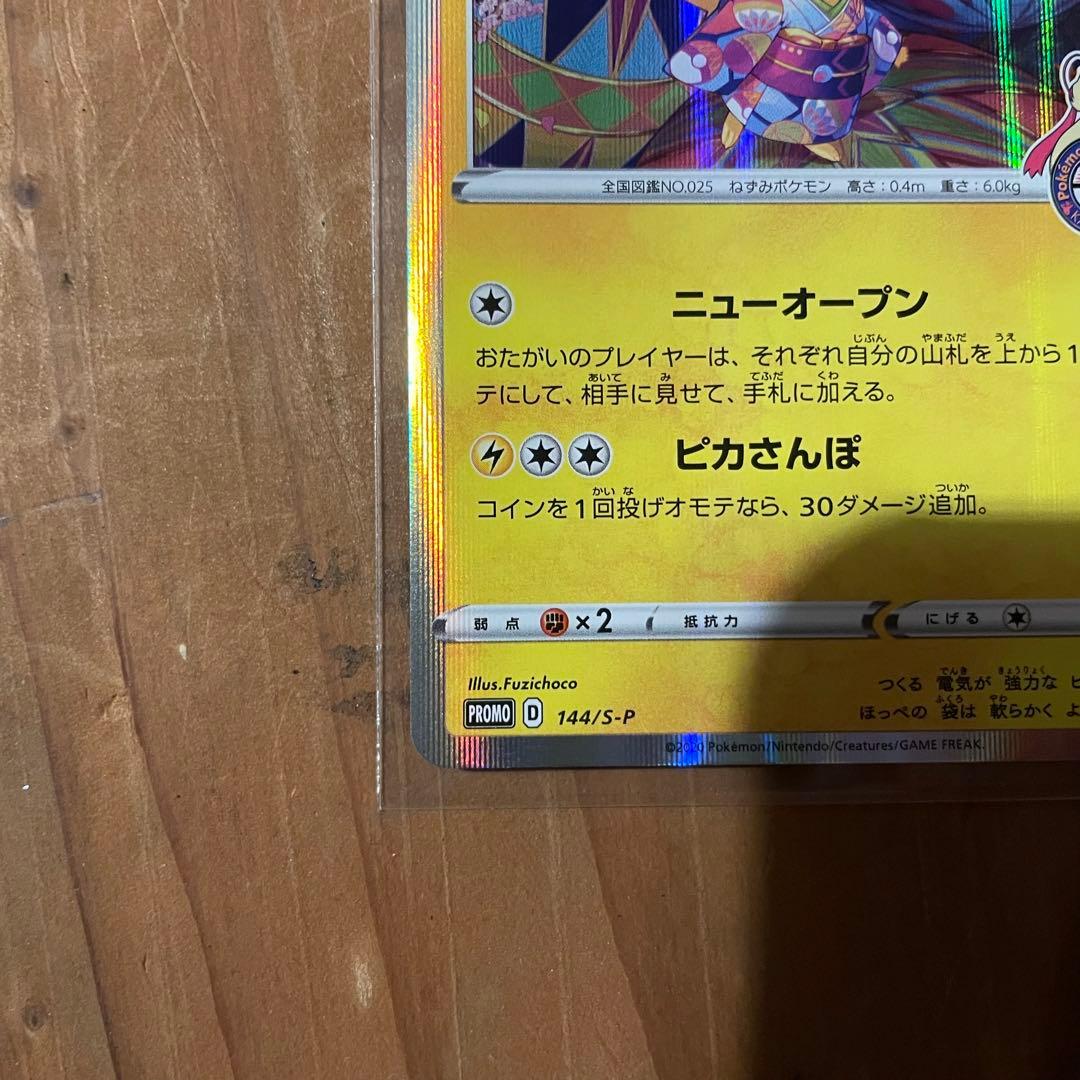 全国図鑑NO.025 ねずみポケモン 高さ:0.4m 重さ:6.0kg
Pokémo
ニューオープン
おたがいのプレイヤーは、それぞれ自分の山札を上から1
テにして、相手に見せて、手札に加える。
ピカさんぽ
コインを1回投げオモテなら、30ダメージ追加。
弱点 ×2 抵抗力 にげる
Illus.Fuzichoco
つくる 電気が 強力な ピ
PROMO D 144/S-P
ほっぺの 袋は 軟らかく よ
©2020 Pokémon/Nintendo/Creatures/GAME FREAK.